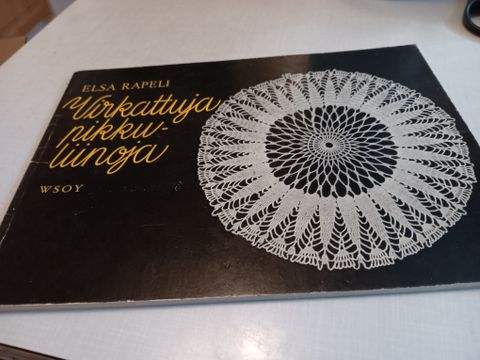 ELSA RAPELI
Virkattuja
pikku-
liinoja
WSOY